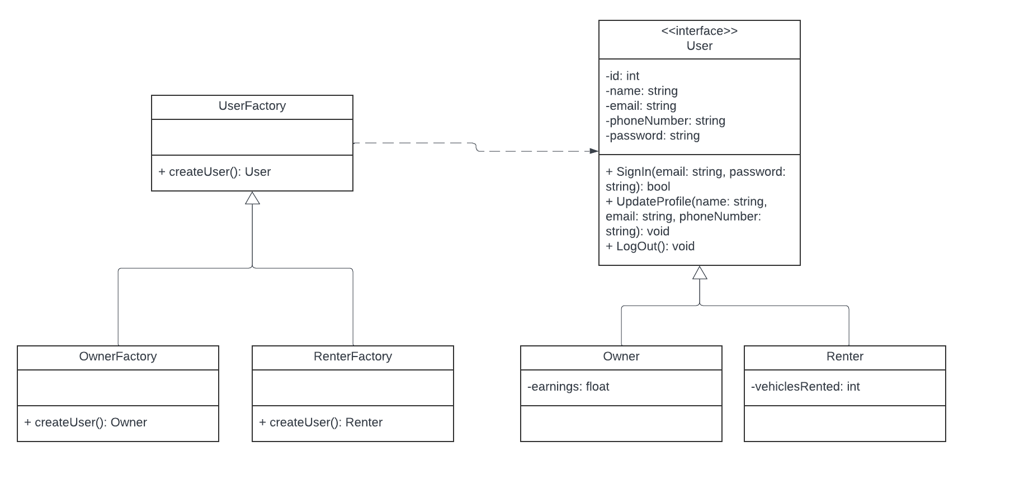 <<interface>>
User
-id: int
-name: string
-email: string
-phoneNumber: string
-password: string
+ SignIn(email: string, password:
string): bool
+ UpdateProfile(name: string,
email: string, phoneNumber:
string): void
+ LogOut(): void
UserFactory
+ createUser(): User
OwnerFactory
+ createUser(): Owner
RenterFactory
+ createUser(): Renter
Owner
-earnings: float
Renter
-vehiclesRented: int